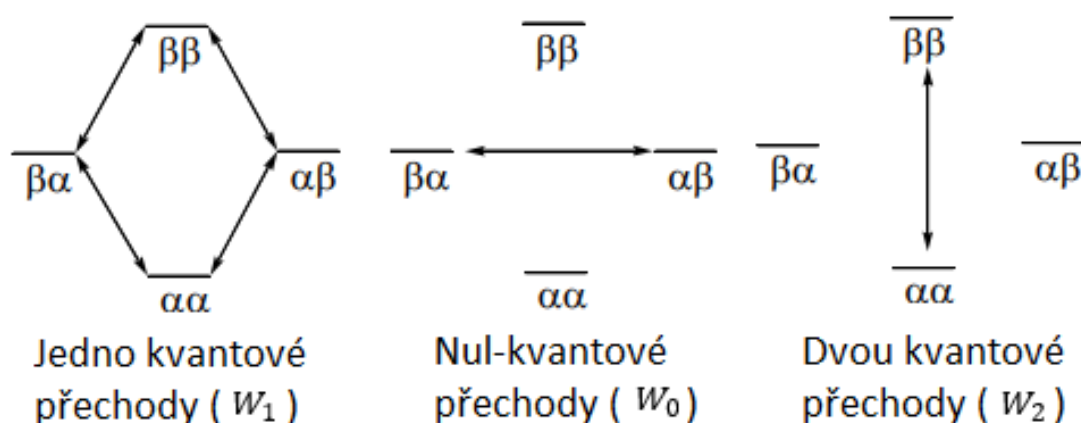 ββ
βα
αβ
αα
Jedno kvantové
přechody ( W₁ )
ββ
βα
αβ
αα
Nul-kvantové
přechody ( W₀ )
ββ
βα
αβ
αα
Dvou kvantové
přechody ( W₂ )